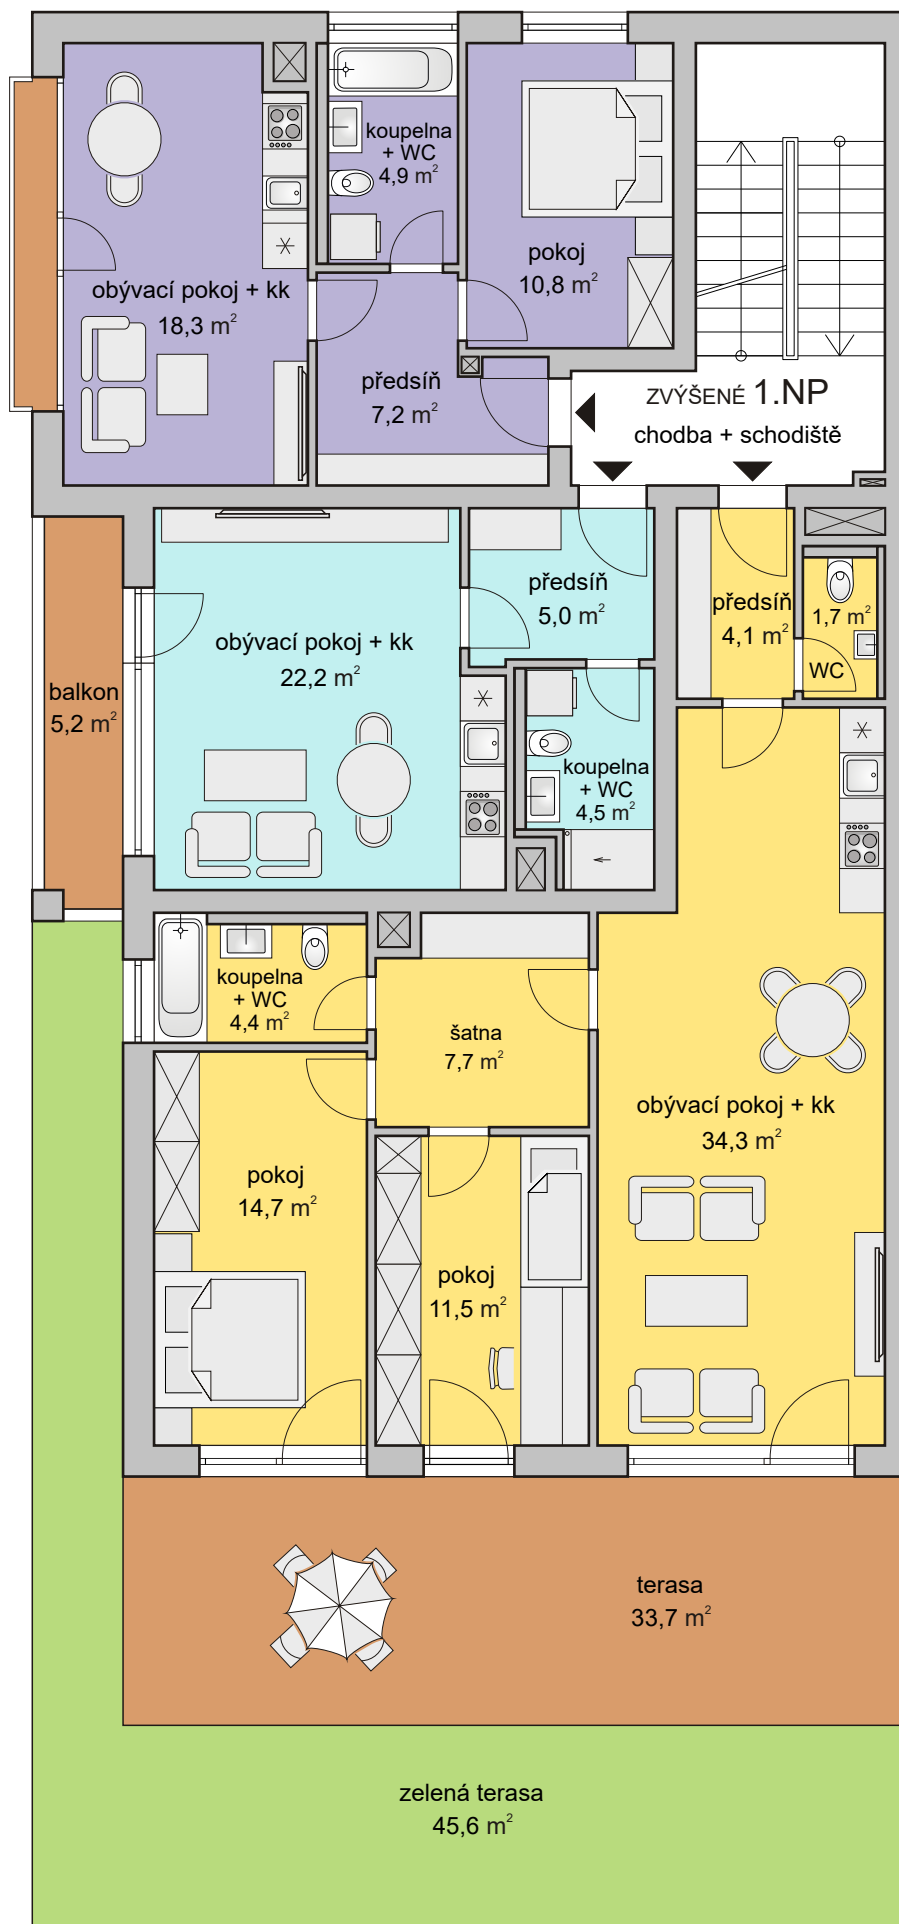 koupelna
+ WC
4,9 m²
pokoj
10,8 m²
obývací pokoj + kk
18,3 m²
předsíň
7,2 m²
ZVÝŠENÉ 1.NP
chodba + schodiště
předsíň
5,0 m²
předsíň
4,1 m²
1,7 m²
WC
obývací pokoj + kk
22,2 m²
balkon
5,2 m²
koupelna
+ WC
4,5 m²
koupelna
+ WC
4,4 m²
šatna
7,7 m²
obývací pokoj + kk
34,3 m²
pokoj
14,7 m²
pokoj
11,5 m²
terasa
33,7 m²
zelená terasa
45,6 m²